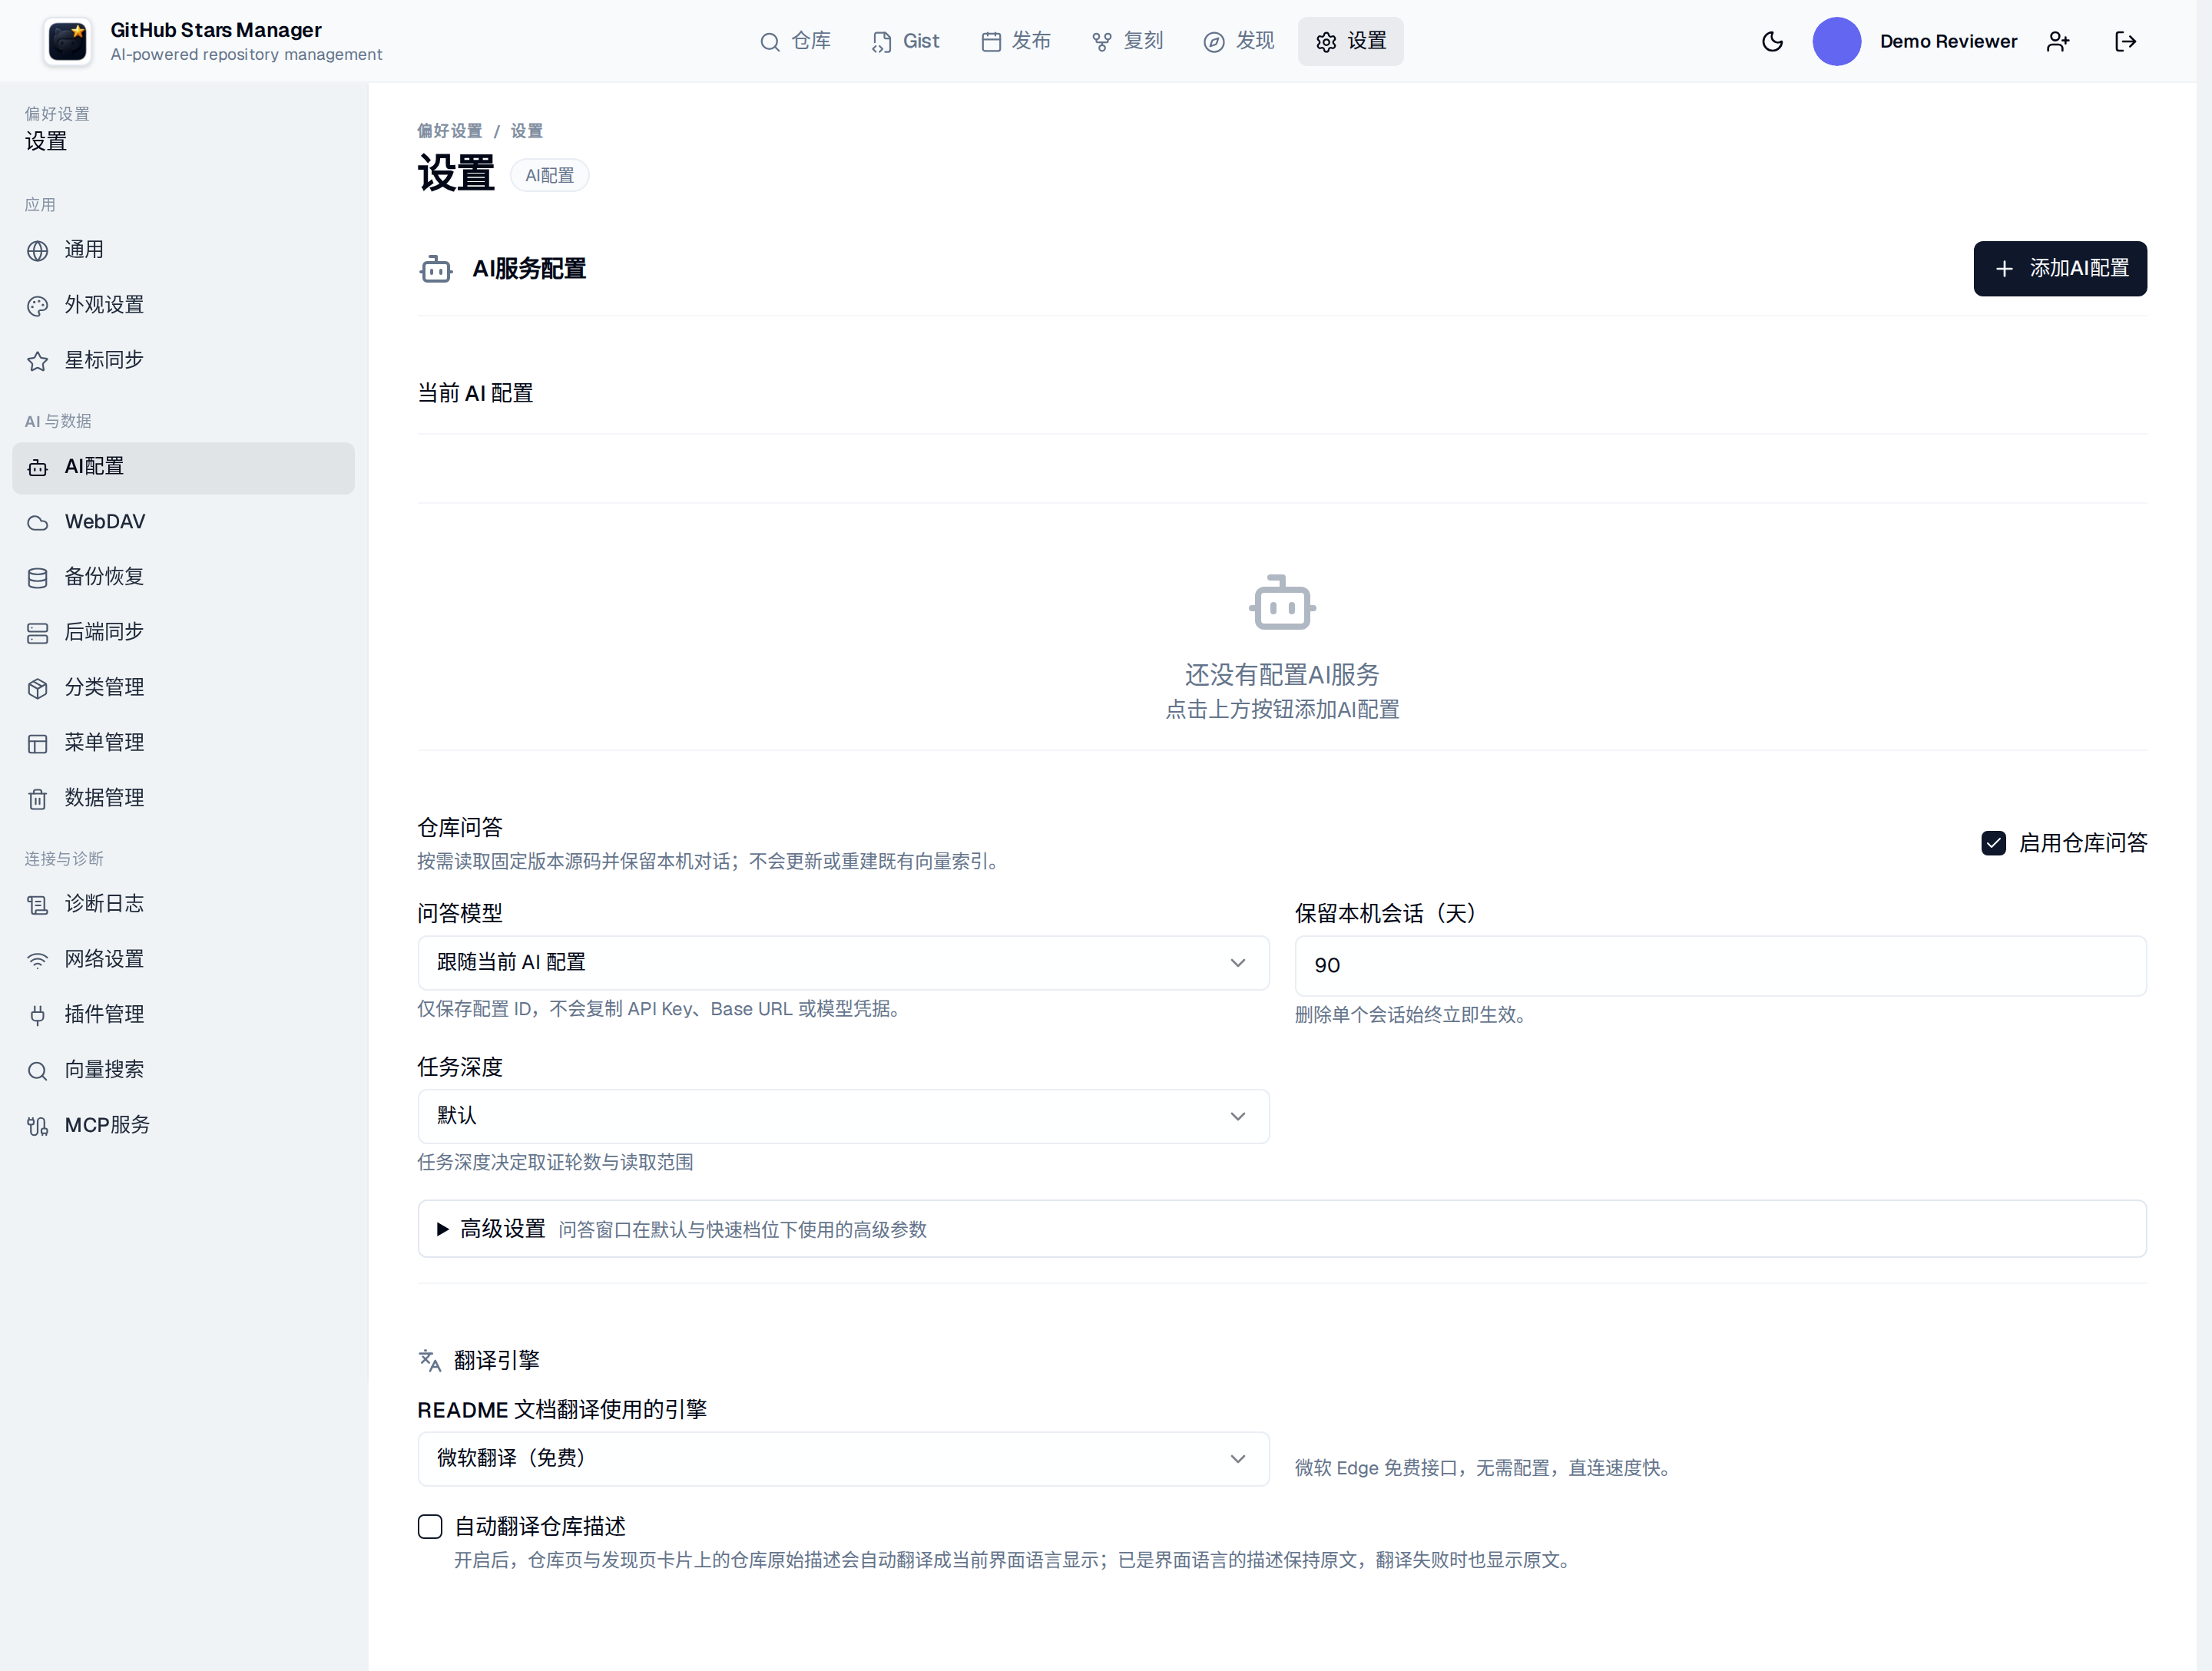 GitHub Stars Manager
AI-powered repository management
仓库
Gist
发布
复刻
发现
设置
Demo Reviewer
偏好设置
设置
应用
通用
外观设置
星标同步
AI 与数据
AI配置
WebDAV
备份恢复
后端同步
分类管理
菜单管理
数据管理
连接与诊断
诊断日志
网络设置
插件管理
向量搜索
MCP服务
偏好设置 / 设置
设置
AI配置
AI服务配置
添加AI配置
当前 AI 配置
还没有配置AI服务
点击上方按钮添加AI配置
仓库问答
按需读取固定版本源码并保留本机对话；不会更新或重建既有向量索引。
启用仓库问答
问答模型
跟随当前 AI 配置
仅保存配置 ID，不会复制 API Key、Base URL 或模型凭据。
保留本机会话（天）
90
删除单个会话始终立即生效。
任务深度
默认
任务深度决定取证轮数与读取范围
高级设置 问答窗口在默认与快速档位下使用的高级参数
翻译引擎
README 文档翻译使用的引擎
微软翻译（免费）
微软 Edge 免费接口，无需配置，直连速度快。
自动翻译仓库描述
开启后，仓库页与发现页卡片上的仓库原始描述会自动翻译成当前界面语言显示；已是界面语言的描述保持原文，翻译失败时也显示原文。